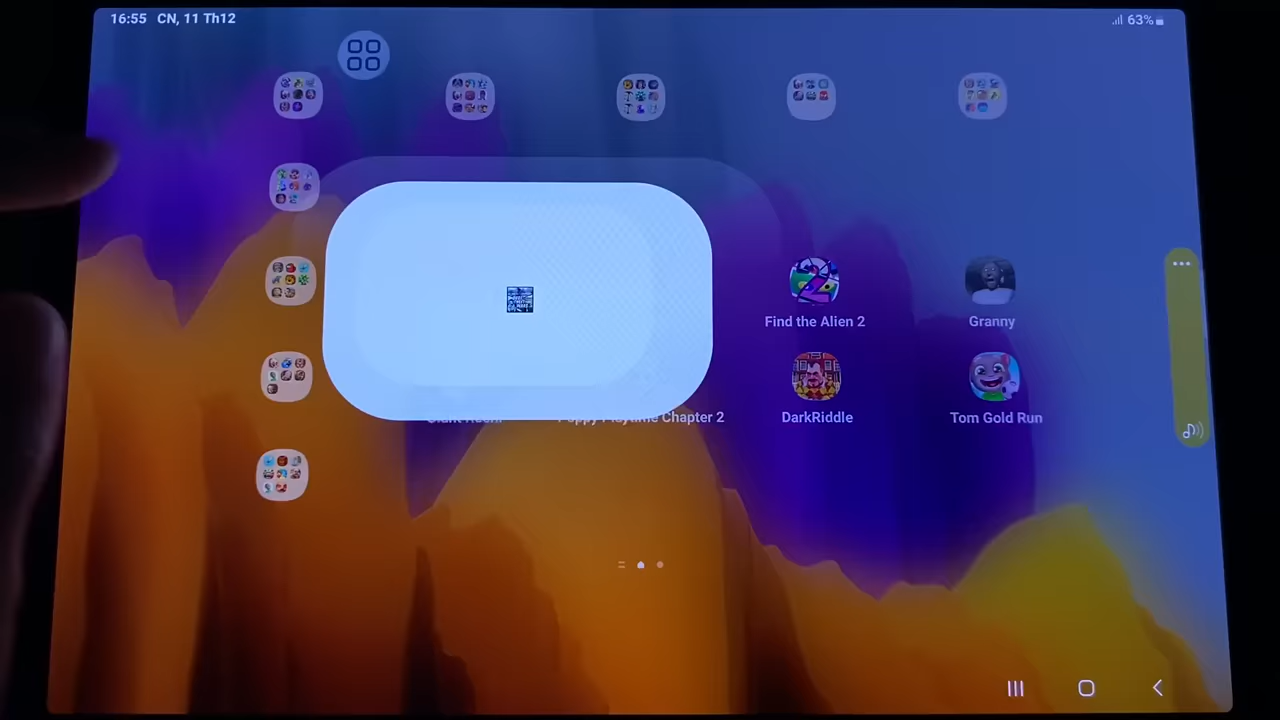 16:55 CN, 11 Th12
63%
Find the Alien 2
Granny
Poppy Playtime Chapter 2
DarkRiddle
Tom Gold Run